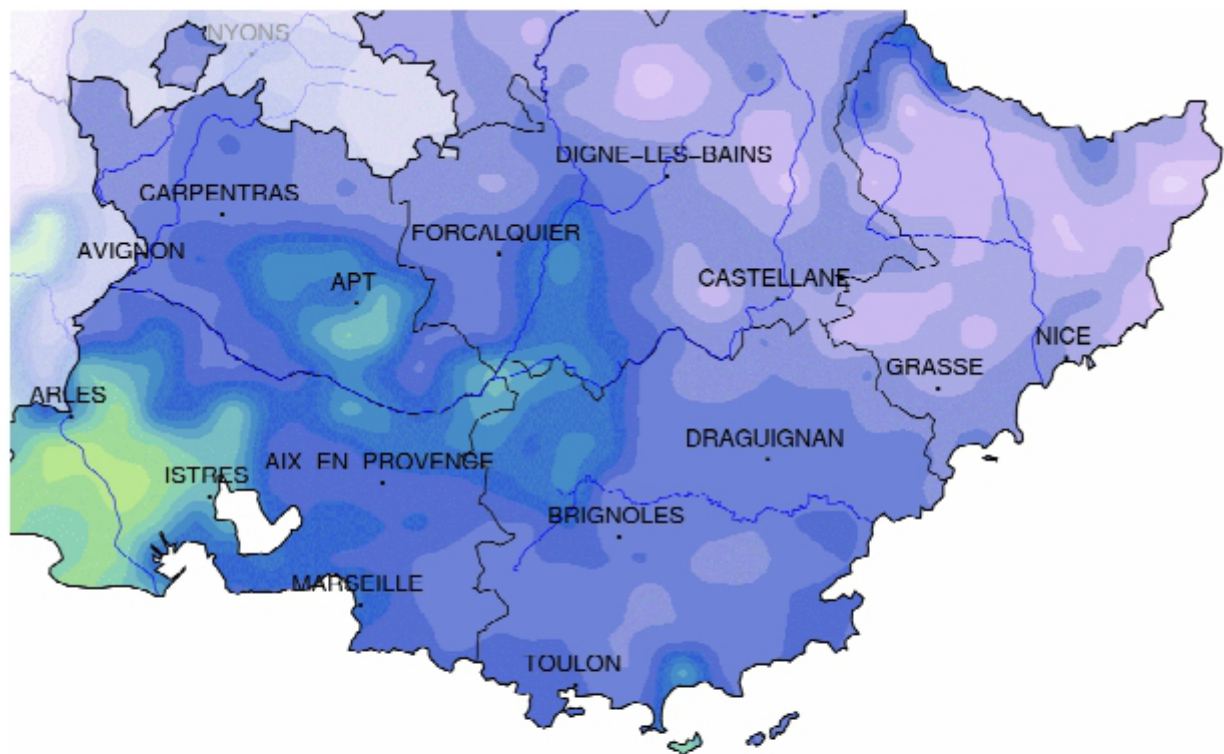 NYONS
DIGNE-LES-BAINS
CARPENTRAS
FORCALQUIER
AVIGNON
APT
CASTELLANE
NICE
GRASSE
ARLES
DRAGUIGNAN
AIX EN PROVENCE
ISTRES
BRIGNOLES
MARSEILLE
TOULON